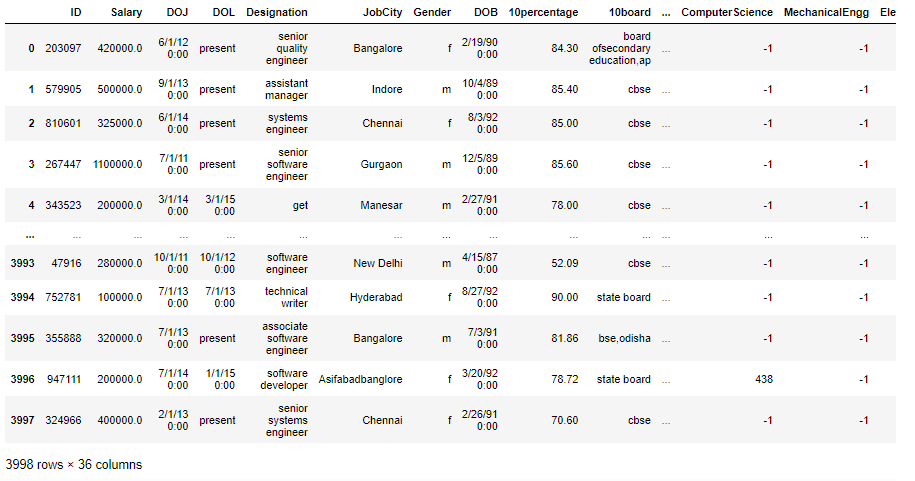 ID Salary DOJ DOL Designation JobCity Gender DOB 10percentage 10board ... ComputerScience MechanicalEngg Ele
0 203097 420000.0 6/1/12 0:00 present senior quality engineer Bangalore f 2/19/90 0:00 84.30 board ofsecondary education,ap ... -1 -1
1 579905 500000.0 9/1/13 0:00 present assistant manager Indore m 10/4/89 0:00 85.40 cbse ... -1 -1
2 810601 325000.0 6/1/14 0:00 present systems engineer Chennai f 8/3/92 0:00 85.00 cbse ... -1 -1
3 267447 1100000.0 7/1/11 0:00 present senior software engineer Gurgaon m 12/5/89 0:00 85.60 cbse ... -1 -1
4 343523 200000.0 3/1/14 0:00 3/1/15 0:00 get Manesar m 2/27/91 0:00 78.00 cbse ... -1 -1
... ... ... ... ... ... ... ... ... ... ... ... ... ...
3993 47916 280000.0 10/1/11 0:00 10/1/12 0:00 software engineer New Delhi m 4/15/87 0:00 52.09 cbse ... -1 -1
3994 752781 100000.0 7/1/13 0:00 7/1/13 0:00 technical writer Hyderabad f 8/27/92 0:00 90.00 state board ... -1 -1
3995 355888 320000.0 7/1/13 0:00 present associate software engineer Bangalore m 7/3/91 0:00 81.86 bse,odisha ... -1 -1
3996 947111 200000.0 7/1/14 0:00 1/1/15 0:00 software developer Asifabadbanglore f 3/20/92 0:00 78.72 state board ... 438 -1
3997 324966 400000.0 2/1/13 0:00 present senior systems engineer Chennai f 2/26/91 0:00 70.60 cbse ... -1 -1
3998 rows × 36 columns